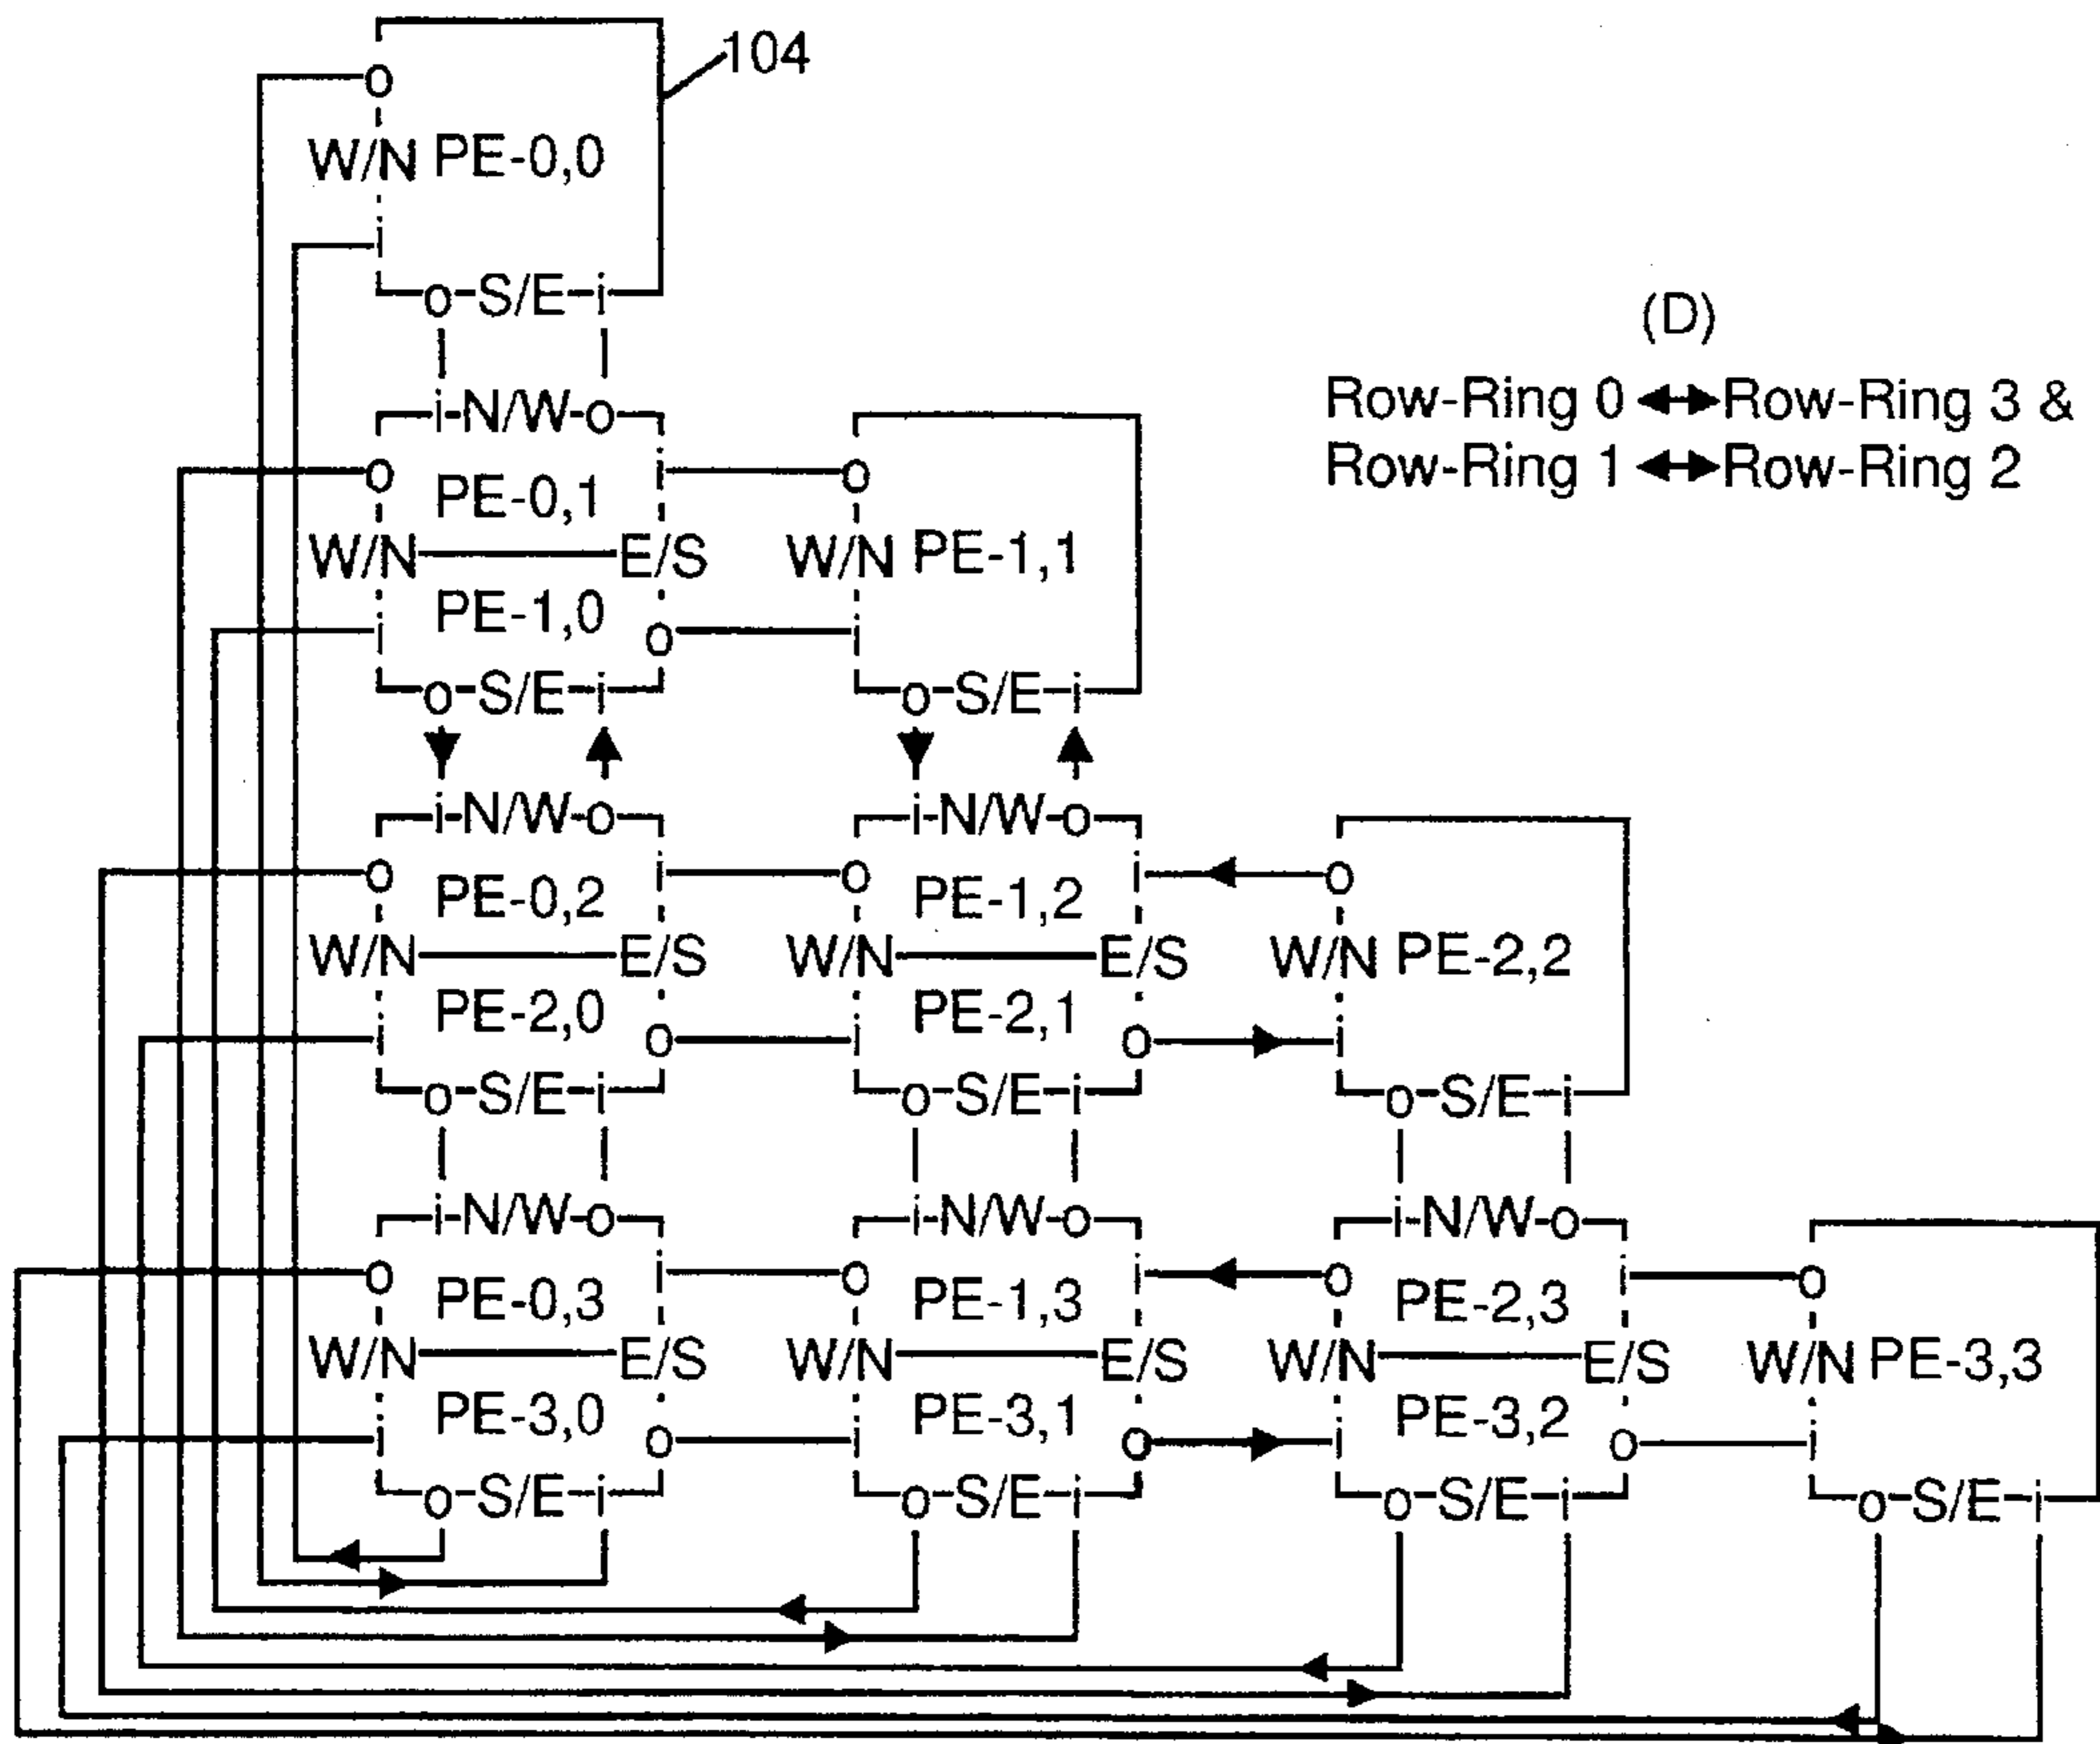 104
o
W/N PE-0,0
i
o-S/E-i
(D)
Row-Ring 0 ◄►Row-Ring 3 &
Row-Ring 1 ◄►Row-Ring 2
i-N/W-o
o PE-0,1 i o
W/N E/S W/N PE-1,1
i PE-1,0 o i
o-S/E-i o-S/E-i
i-N/W-o i-N/W-o
o PE-0,2 i o PE-1,2 i o
W/N E/S W/N E/S W/N PE-2,2
i PE-2,0 o i PE-2,1 o i
o-S/E-i o-S/E-i o-S/E-i
i-N/W-o i-N/W-o i-N/W-o
o PE-0,3 i o PE-1,3 i o PE-2,3 i o
W/N E/S W/N E/S W/N E/S W/N PE-3,3
i PE-3,0 o i PE-3,1 o i PE-3,2 o i
o-S/E-i o-S/E-i o-S/E-i o-S/E-i